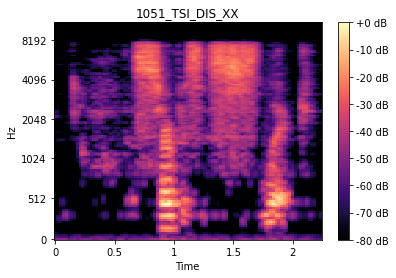 1051_TSI_DIS_XX
8192
4096
2048
1024
512
0
Hz
0
0.5
1
1.5
2
Time
+0 dB
-10 dB
-20 dB
-30 dB
-40 dB
-50 dB
-60 dB
-70 dB
-80 dB